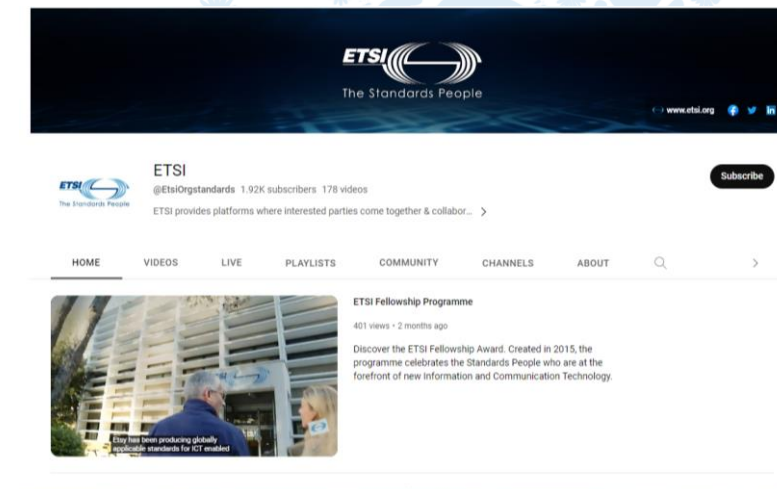 ETSI
The Standards People
www.etsi.org
ETSI
The Standards People
ETSI
@EtsiOrgstandards 1.92K subscribers 178 videos
ETSI provides platforms where interested parties come together & collabor...
Subscribe
HOME VIDEOS LIVE PLAYLISTS COMMUNITY CHANNELS ABOUT
ETSI Fellowship Programme
401 views • 2 months ago
Discover the ETSI Fellowship Award. Created in 2015, the
programme celebrates the Standards People who are at the
forefront of new Information and Communication Technology.
Etsy has been producing globally
applicable standards for ICT enabled